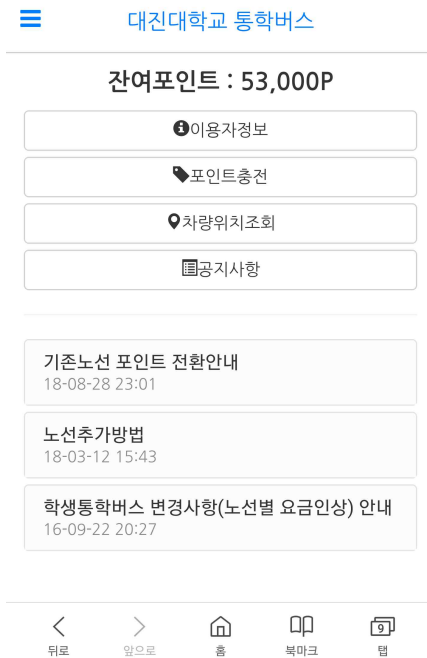 대진대학교 통학버스
잔여포인트 : 53,000P
이용자정보
포인트충전
차량위치조회
공지사항
기존노선 포인트 전환안내
18-08-28 23:01
노선추가방법
18-03-12 15:43
학생통학버스 변경사항(노선별 요금인상) 안내
16-09-22 20:27
9
뒤로 앞으로 홈 북마크 탭